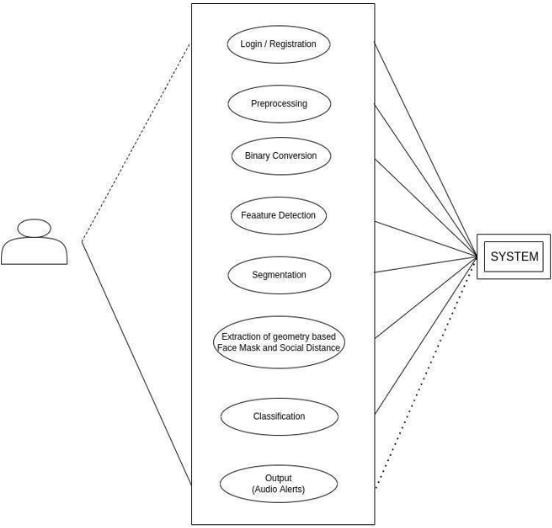 Login / Registration
Preprocessing
Binary Conversion
Feaature Detection
Segmentation
Extraction of geometry based
Face Mask and Social Distance
Classification
Output
(Audio Alerts)
SYSTEM